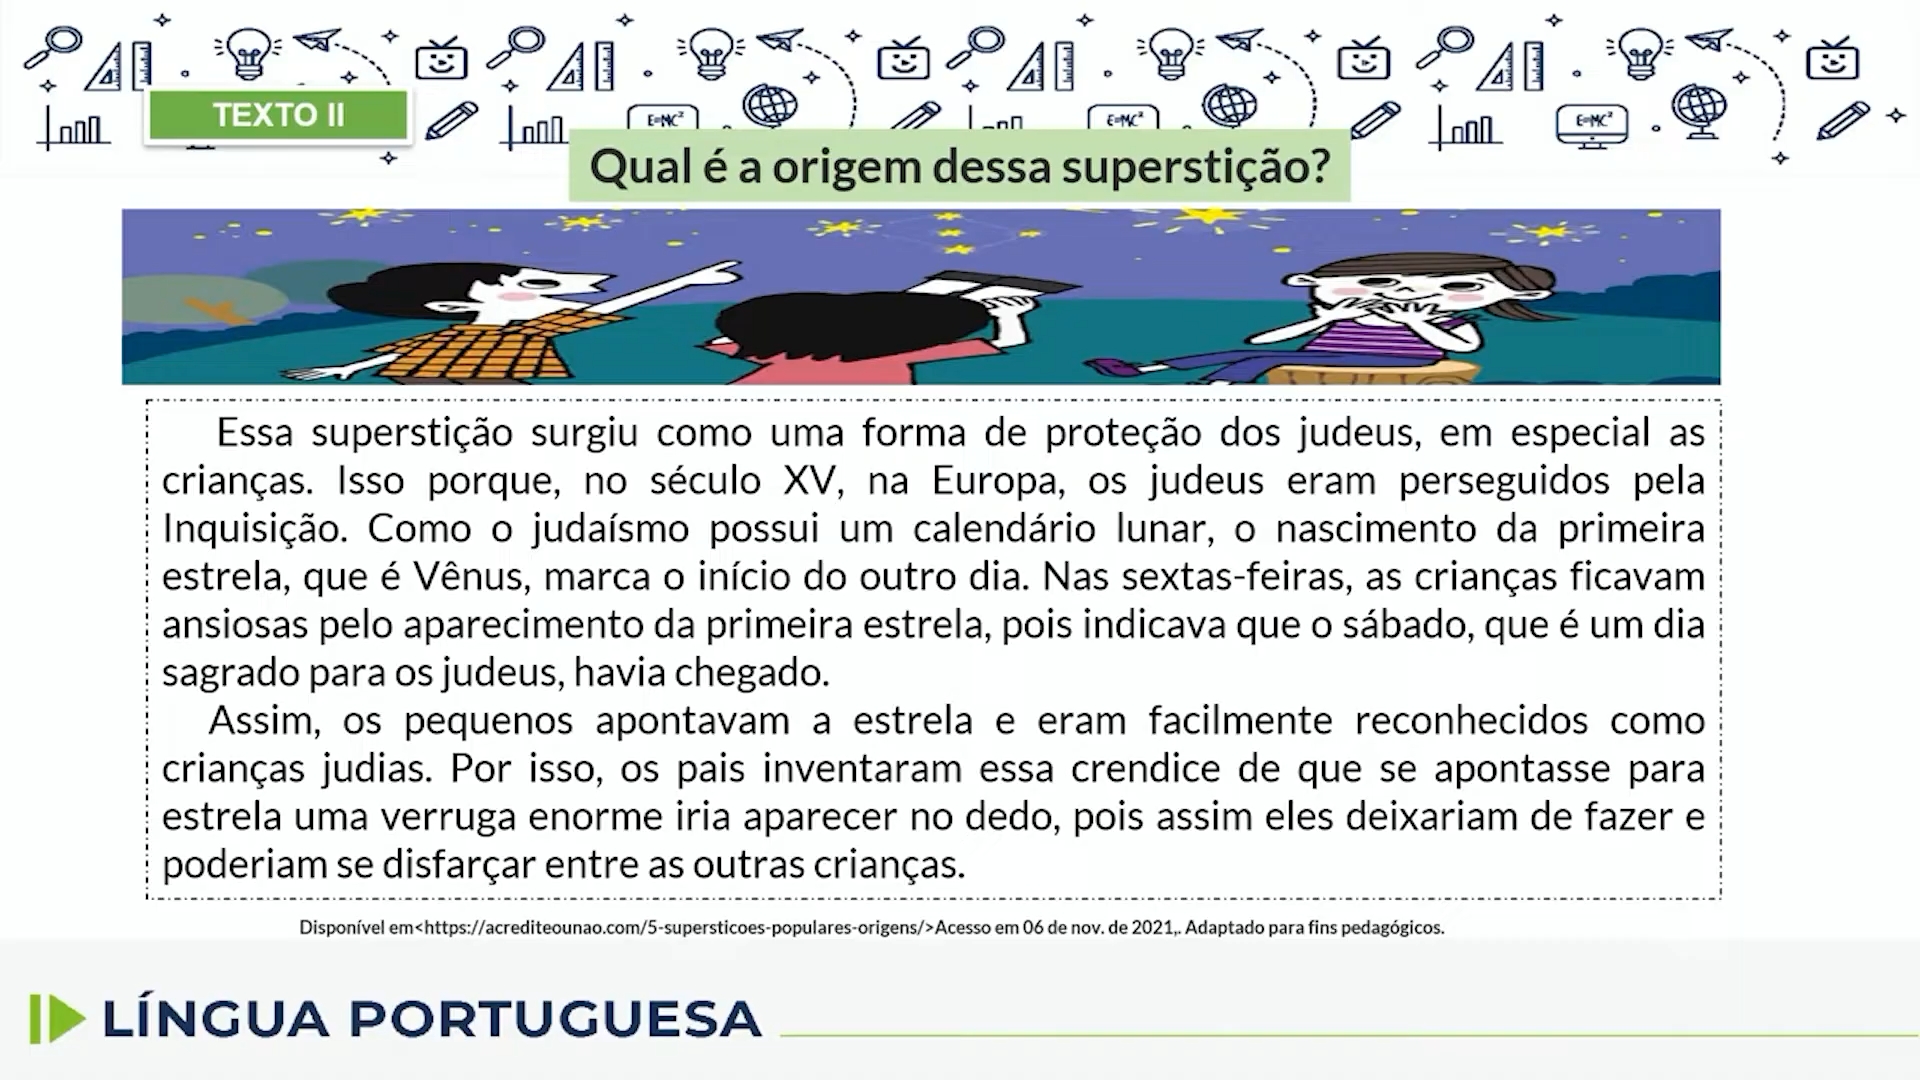 E=MC²
E=MC²
E=MC²
TEXTO II
Qual é a origem dessa superstição?
Essa superstição surgiu como uma forma de proteção dos judeus, em especial as
crianças. Isso porque, no século XV, na Europa, os judeus eram perseguidos pela
Inquisição. Como o judaísmo possui um calendário lunar, o nascimento da primeira
estrela, que é Vênus, marca o início do outro dia. Nas sextas-feiras, as crianças ficavam
ansiosas pelo aparecimento da primeira estrela, pois indicava que o sábado, que é um dia
sagrado para os judeus, havia chegado.
Assim, os pequenos apontavam a estrela e eram facilmente reconhecidos como
crianças judias. Por isso, os pais inventaram essa crendice de que se apontasse para
estrela uma verruga enorme iria aparecer no dedo, pois assim eles deixariam de fazer e
poderiam se disfarçar entre as outras crianças.
Disponível em<https://acrediteounao.com/5-supersticoes-populares-origens/>Acesso em 06 de nov. de 2021,. Adaptado para fins pedagógicos.
LÍNGUA PORTUGUESA